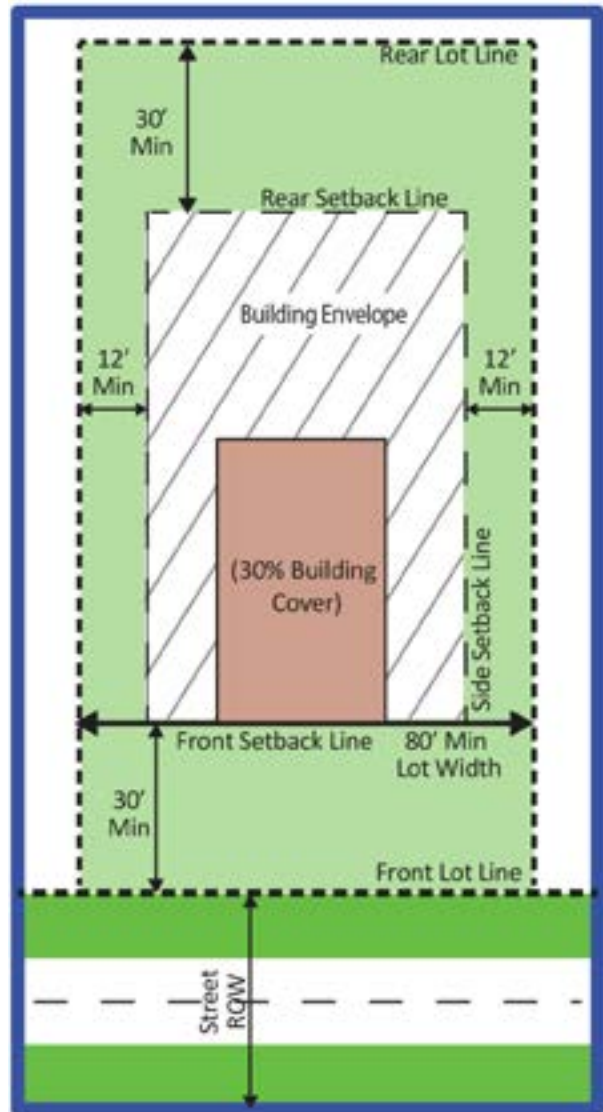 Rear Lot Line
30'
Min
Rear Setback Line
Building Envelope
12'
Min
12'
Min
(30% Building
Cover)
Side Setback Line
Front Setback Line
80' Min
Lot Width
30'
Min
Front Lot Line
Street
ROW